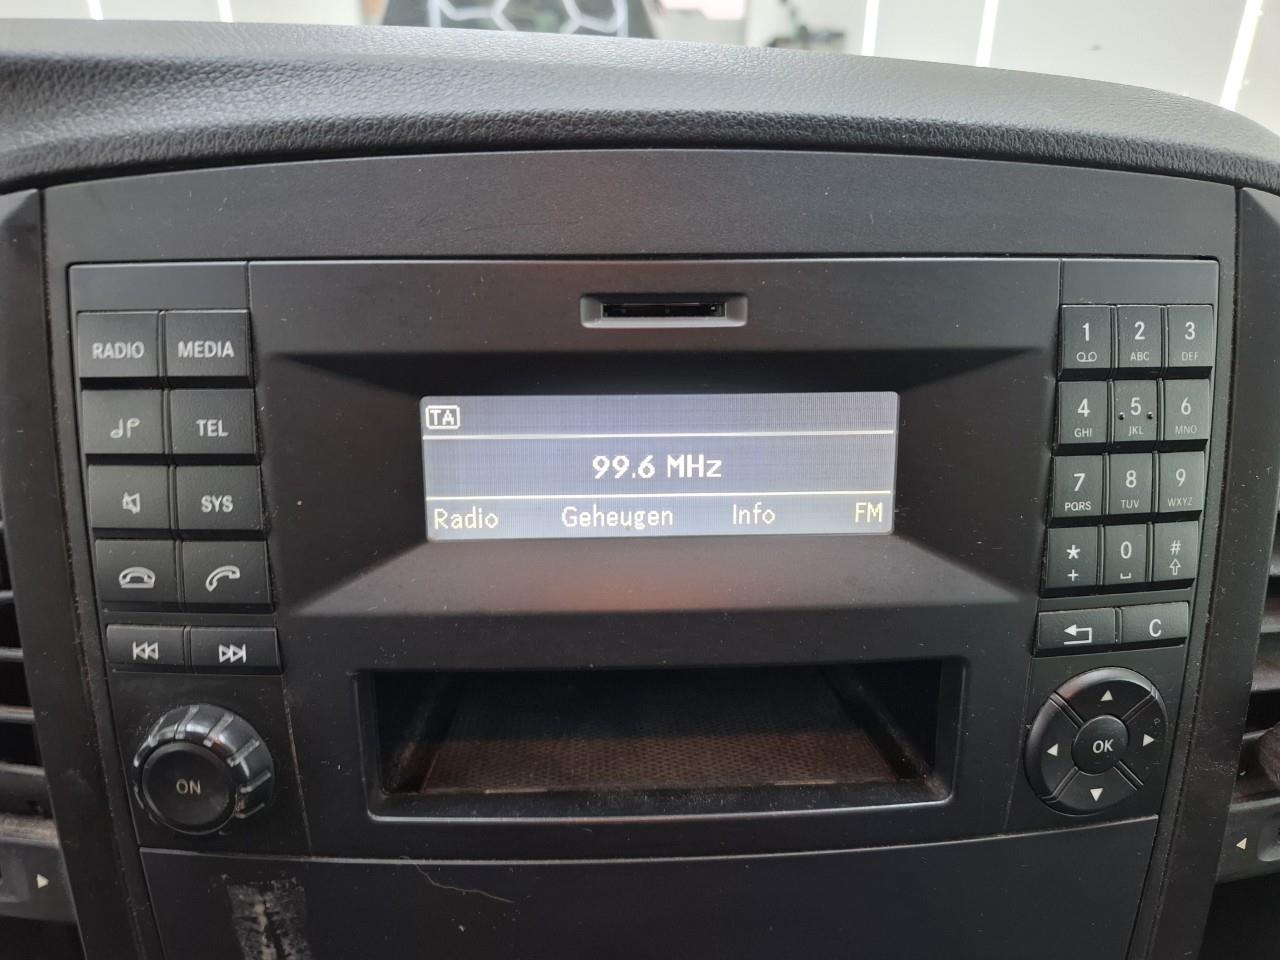 RADIO MEDIA
TEL
SYS
ON
TA
99.6 MHz
Radio Geheugen Info FM
1 2 3
ABC DEF
4 5 6
GHI JKL MNO
7 8 9
PQRS TUV WXYZ
* 0 #
+
C
OK